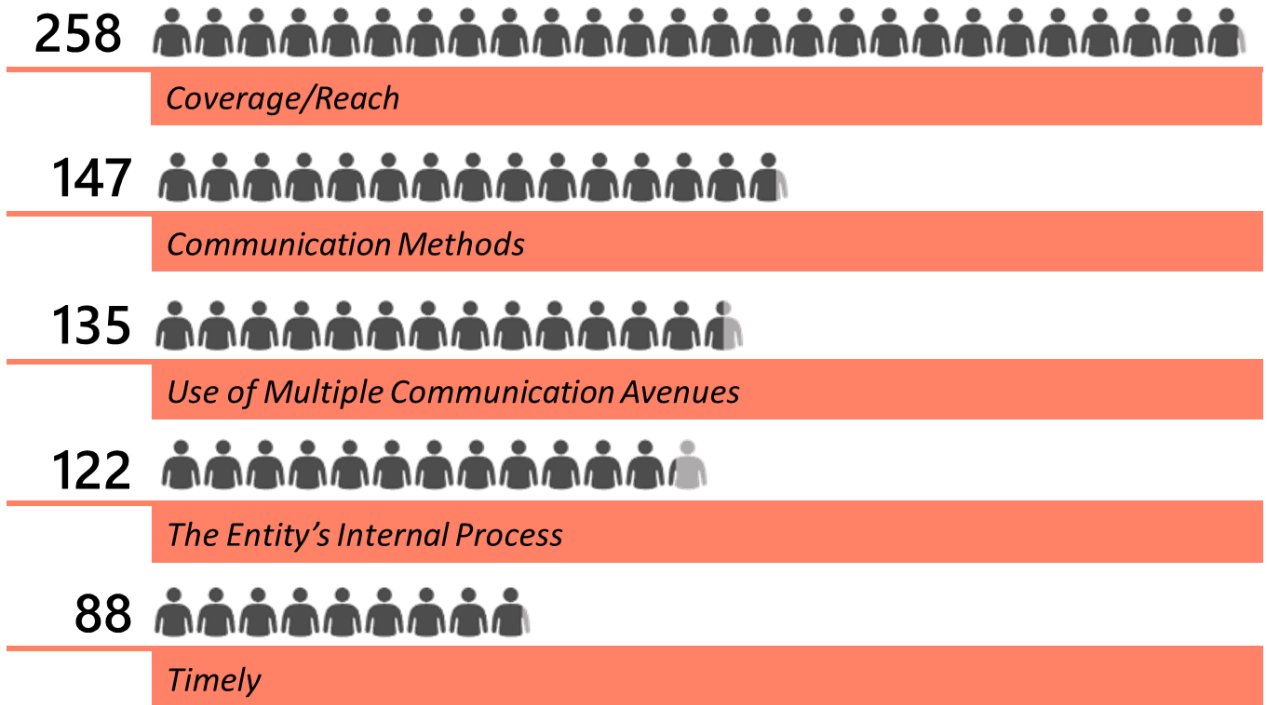 258
Coverage/Reach
147
Communication Methods
135
Use of Multiple Communication Avenues
122
The Entity’s Internal Process
88
Timely